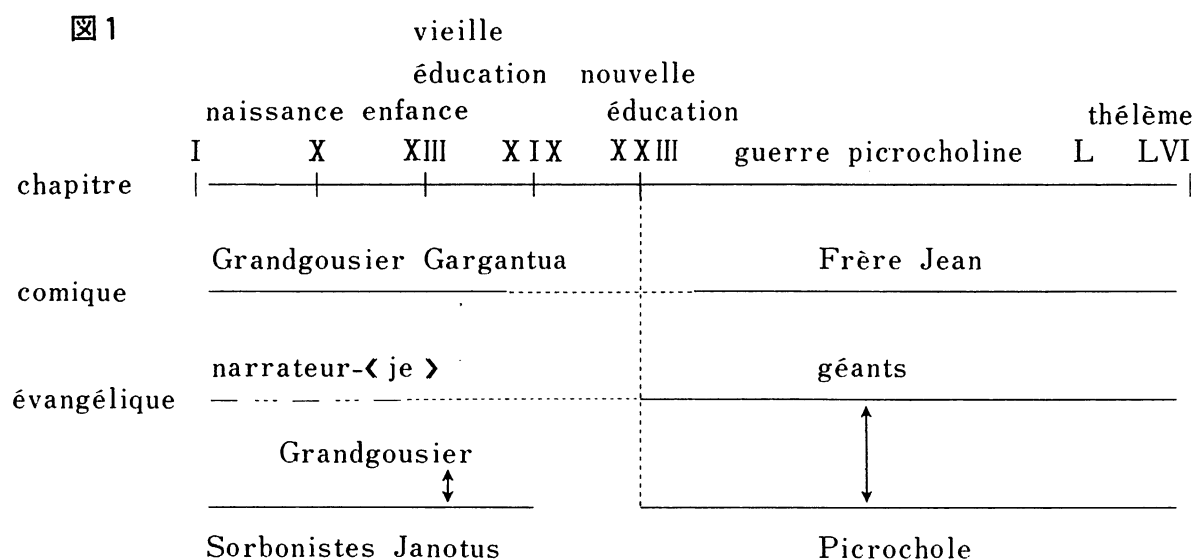 図1
vieille
éducation nouvelle
naissance enfance éducation thélème
I X XIII XIX XXIII guerre picrocholine L LVI
chapitre
Grandgousier Gargantua Frère Jean
comique
narrateur-《je》 géants
évangélique
Grandgousier
Sorbonistes Janotus Picrochole